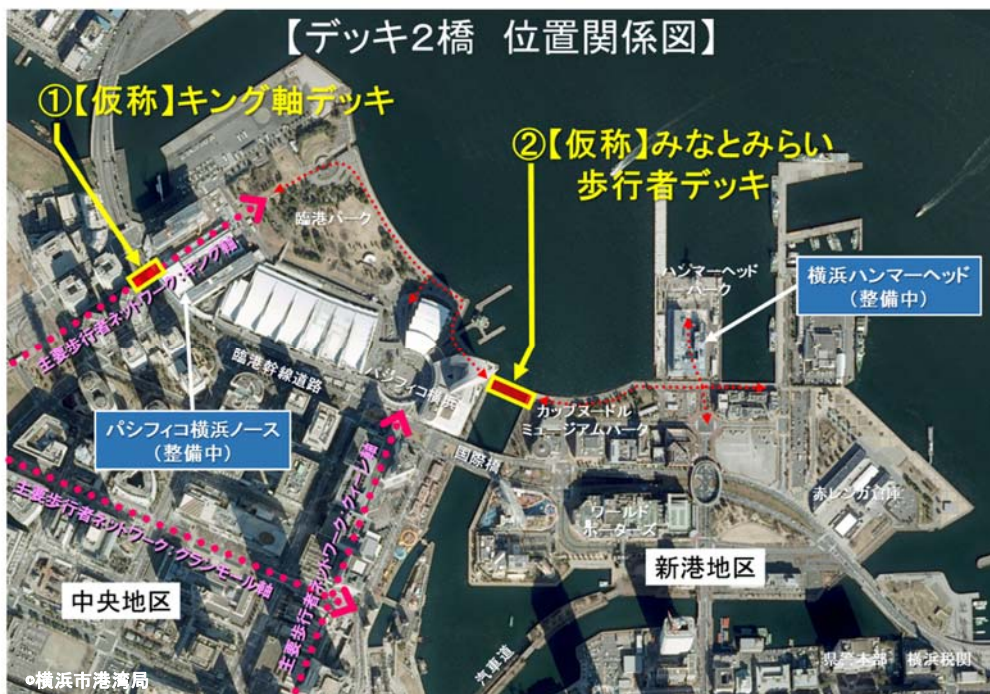 【デッキ2橋 位置関係図】
①【仮称】キング軸デッキ
②【仮称】みなとみらい
歩行者デッキ
臨港パーク
ハンマーヘッド
パーク
横浜ハンマーヘッド
(整備中)
主要歩行者ネットワーク:キング軸
臨港幹線道路
パシフィコ横浜
カップヌードル
ミュージアムパーク
パシフィコ横浜ノース
(整備中)
国際橋
主要歩行者ネットワーク:クイーン軸
主要歩行者ネットワーク:グランモール軸
ワールド
ポーターズ
赤レンガ倉庫
新港地区
中央地区
汽車道
県警本部
横浜税関
©横浜市港湾局